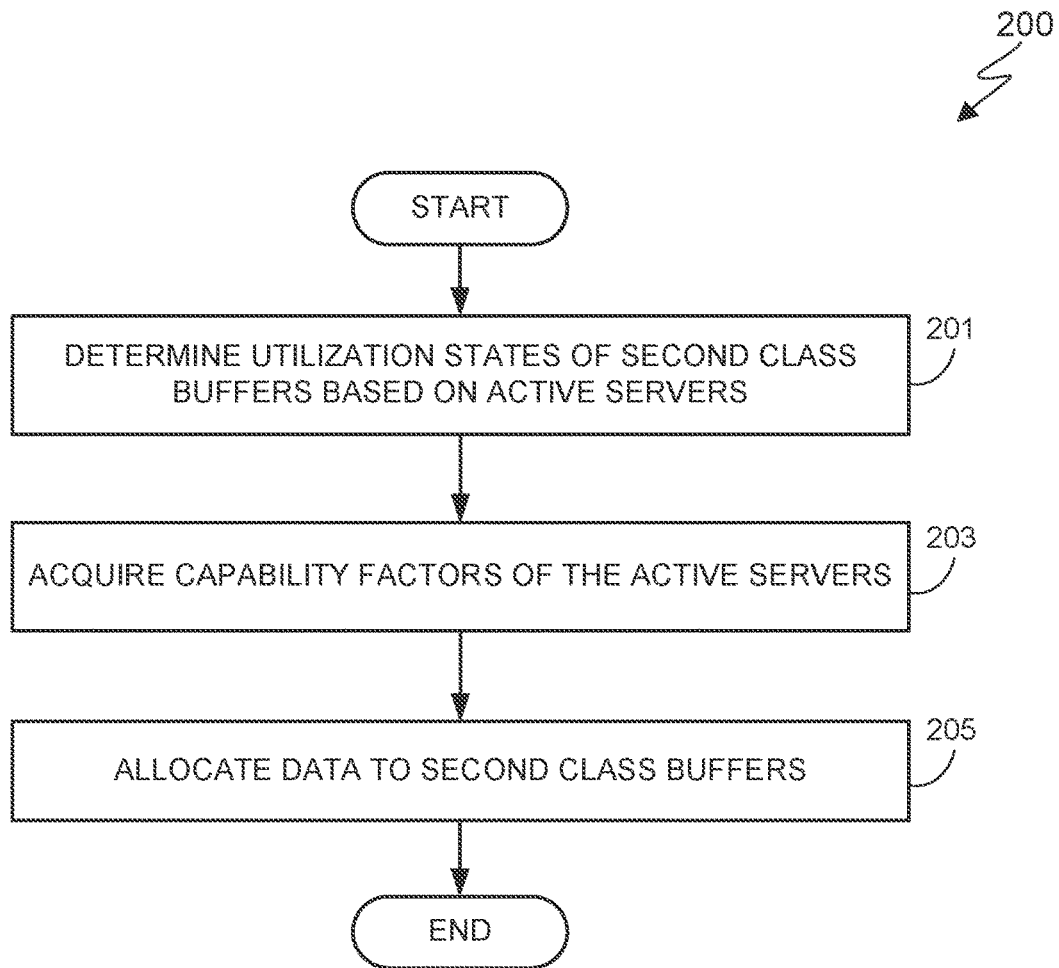 200
START
DETERMINE UTILIZATION STATES OF SECOND CLASS
BUFFERS BASED ON ACTIVE SERVERS
201
ACQUIRE CAPABILITY FACTORS OF THE ACTIVE SERVERS
203
ALLOCATE DATA TO SECOND CLASS BUFFERS
205
END